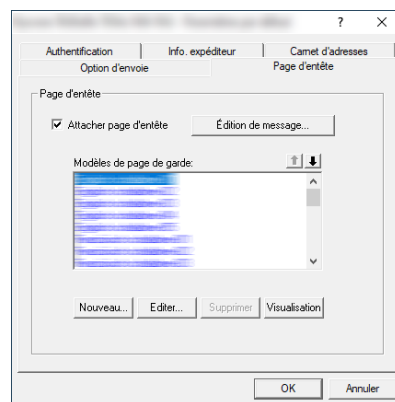 ?
Authentification
Info. expéditeur
Carnet d'adresses
Option d'envoie
Page d'entête
Page d'entête
Attacher page d'entête
Édition de message...
Modèles de page de garde:
Nouveau...
Editer...
Supprimer
Visualisation
OK
Annuler